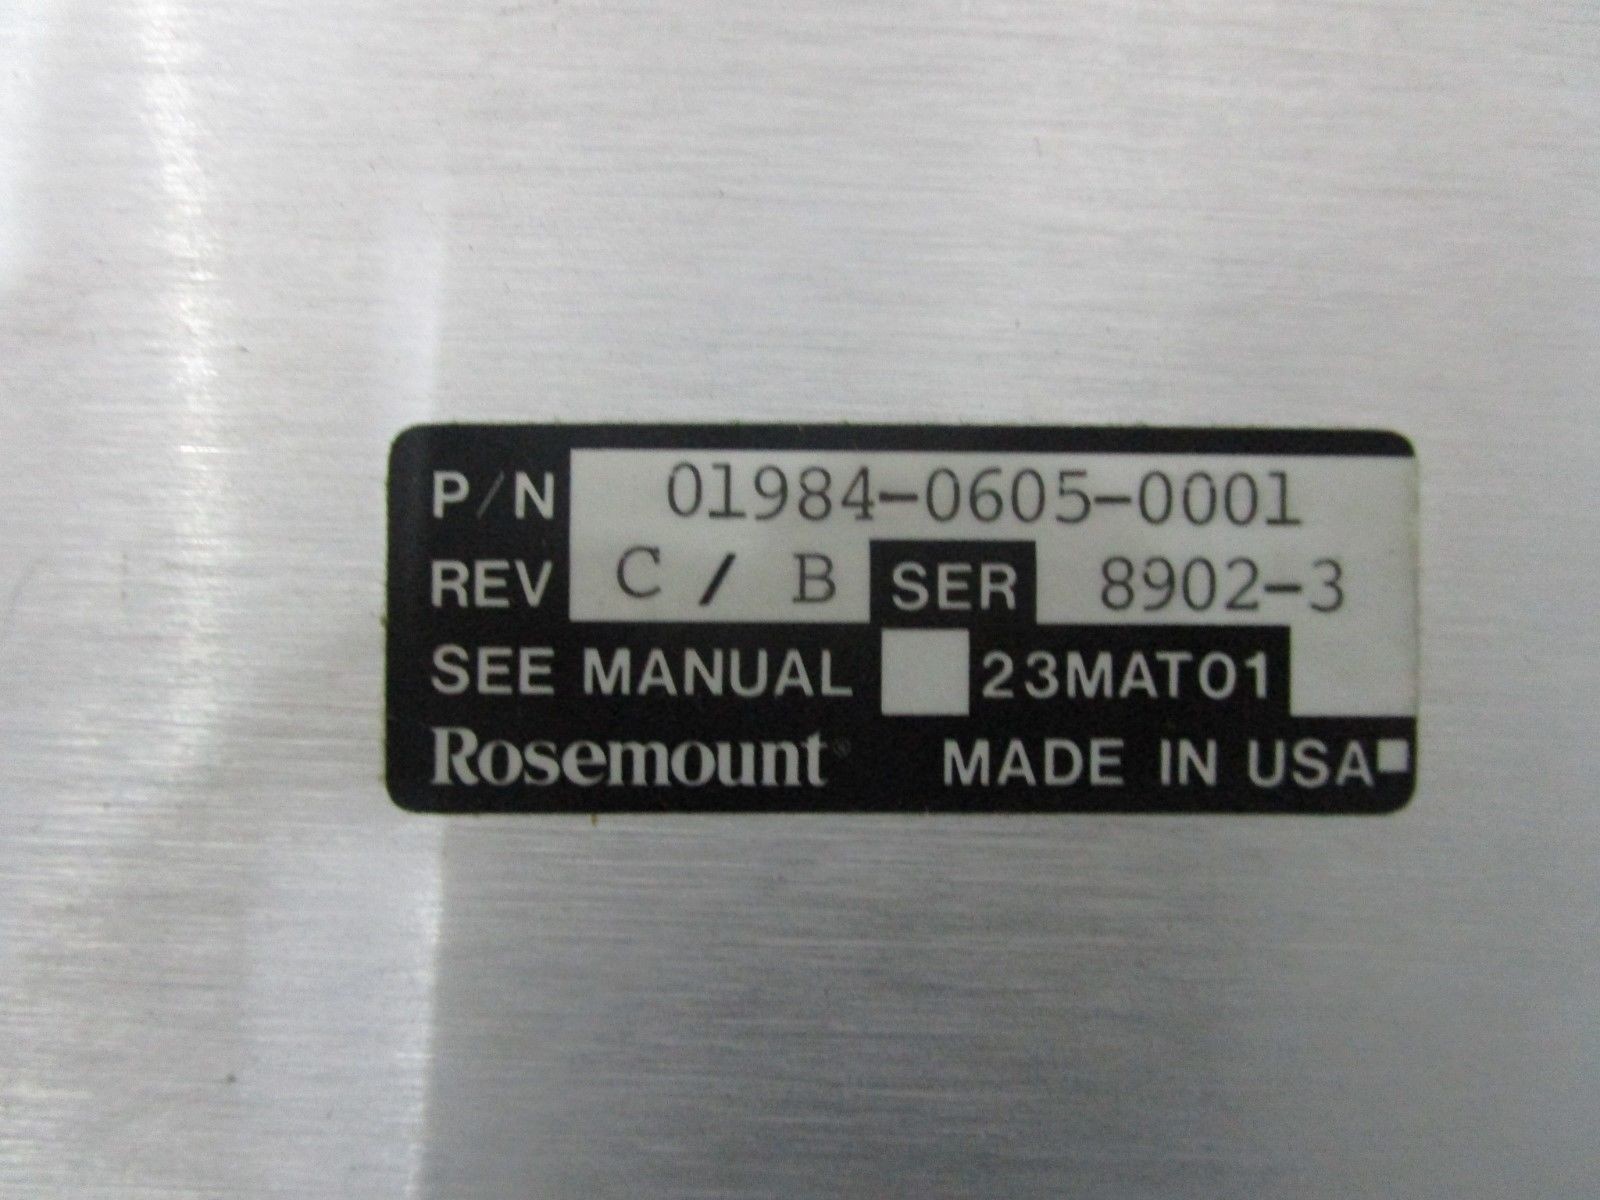 P/N 01984-0605-0001
REV C / B SER 8902-3
SEE MANUAL 23MAT01
Rosemount® MADE IN USA